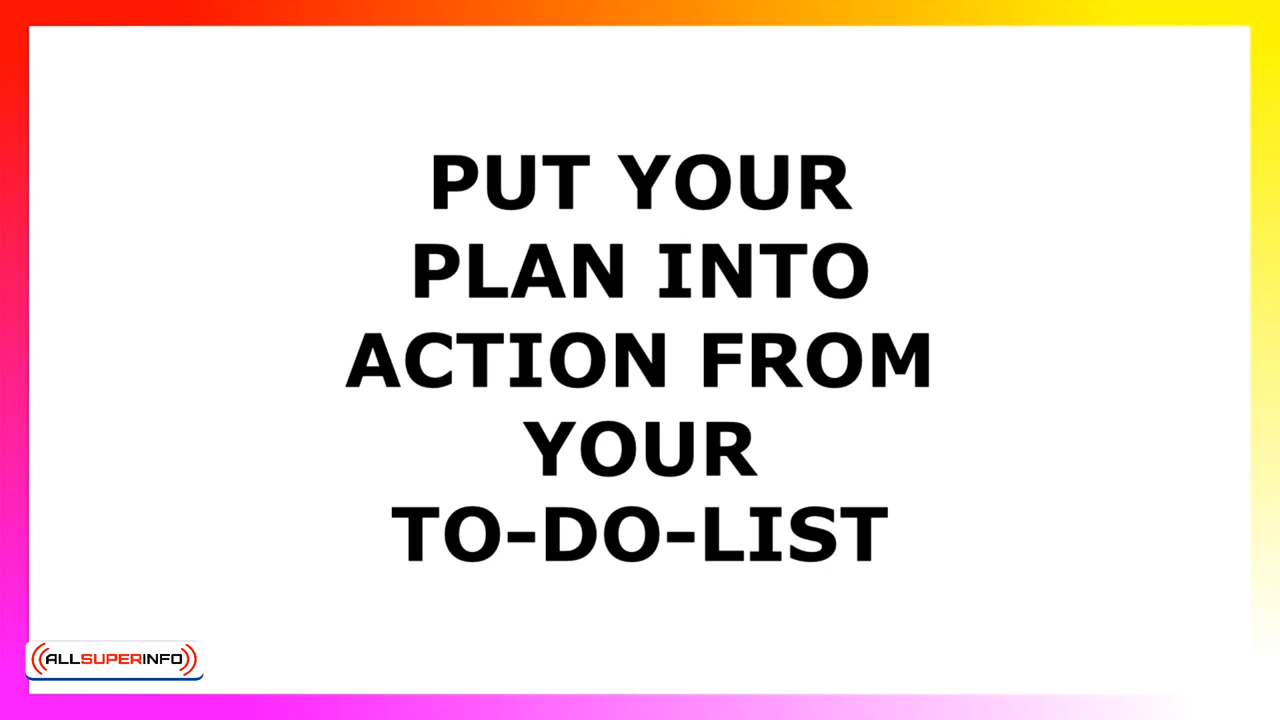 PUT YOUR
PLAN INTO
ACTION FROM
YOUR
TO-DO-LIST
ALLSUPERINFO